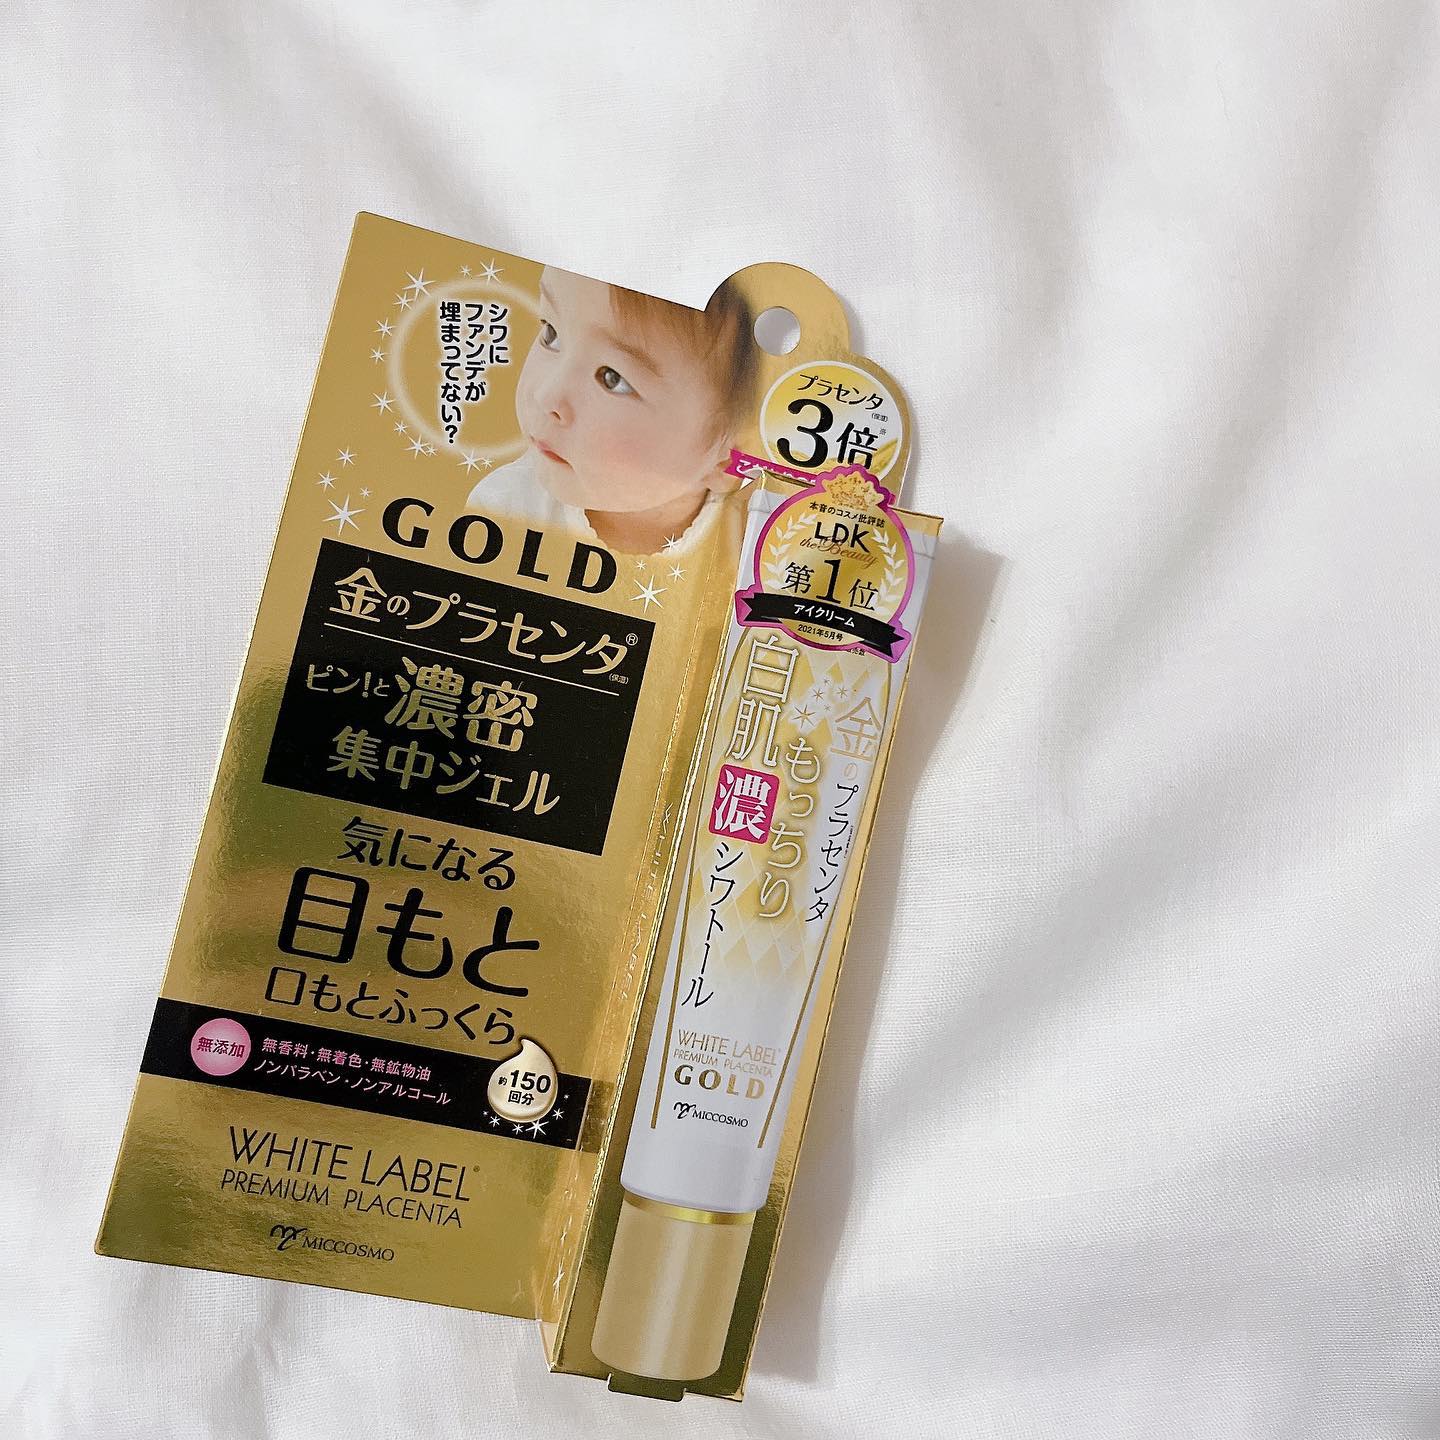 シワに
ファンデが
埋まってない?
GOLD
金のプラセンタ®
(保湿)
ピン!と濃密
集中ジェル
気になる
目もと
口もとふっくら
無添加
無香料・無着色・無鉱物油
ノンパラベン・ノンアルコール
約150
回分
WHITE LABEL®
PREMIUM PLACENTA
MICCOSMO
プラセンタ
(保湿)
3倍※
本音のコスメ批評誌
LDK
the Beauty
第1位
アイクリーム
2021年5月号
金のプラセンタ
もっちり
白肌濃シワトール
WHITE LABEL®
PREMIUM PLACENTA
GOLD
MICCOSMO
WHITE LABEL